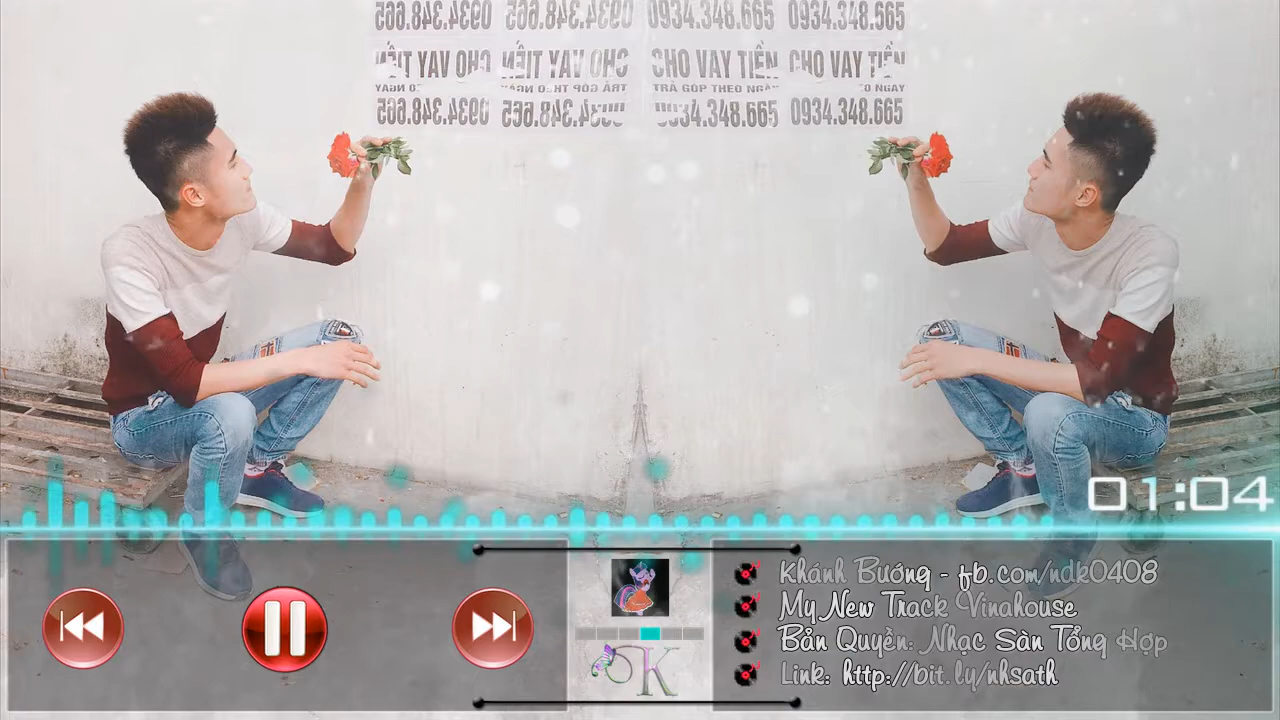 0934.348.665 0934.348.665
CHO VAY TIỀN CHO VAY TIỀN
TRẢ GÓP THEO NGÀY NGAY
0934.348.665 0934.348.665
01:04
Khánh Bướng - fb.com/ndk0408
My New Track Vinahouse
Bản Quyền: Nhạc Sàn Tổng Hợp
Link: http://bit.ly/nhsath
K